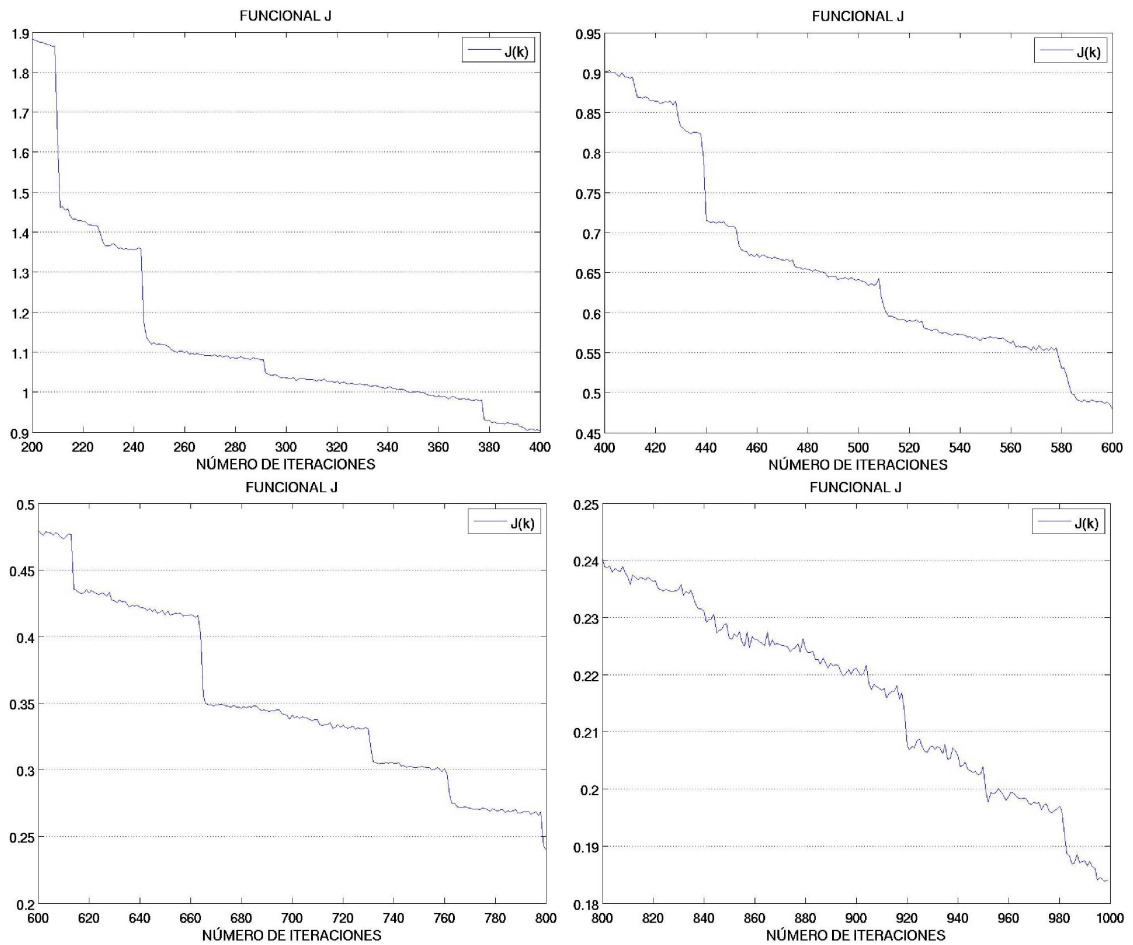 FUNCIONAL J
J(k)
1.9
1.8
1.7
1.6
1.5
1.4
1.3
1.2
1.1
1
0.9
200 220 240 260 280 300 320 340 360 380 400
NÚMERO DE ITERACIONES
FUNCIONAL J
J(k)
0.95
0.9
0.85
0.8
0.75
0.7
0.65
0.6
0.55
0.5
0.45
400 420 440 460 480 500 520 540 560 580 600
NÚMERO DE ITERACIONES
FUNCIONAL J
J(k)
0.5
0.45
0.4
0.35
0.3
0.25
0.2
600 620 640 660 680 700 720 740 760 780 800
NÚMERO DE ITERACIONES
FUNCIONAL J
J(k)
0.25
0.24
0.23
0.22
0.21
0.2
0.19
0.18
800 820 840 860 880 900 920 940 960 980 1000
NÚMERO DE ITERACIONES